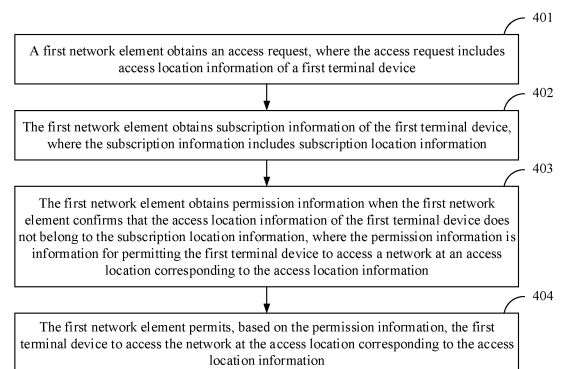 401
A first network element obtains an access request, where the access request includes
access location information of a first terminal device
402
The first network element obtains subscription information of the first terminal device,
where the subscription information includes subscription location information
403
The first network element obtains permission information when the first network
element confirms that the access location information of the first terminal device does
not belong to the subscription location information, where the permission information is
information for permitting the first terminal device to access a network at an access
location corresponding to the access location information
404
The first network element permits, based on the permission information, the first
terminal device to access the network at the access location corresponding to the access
location information